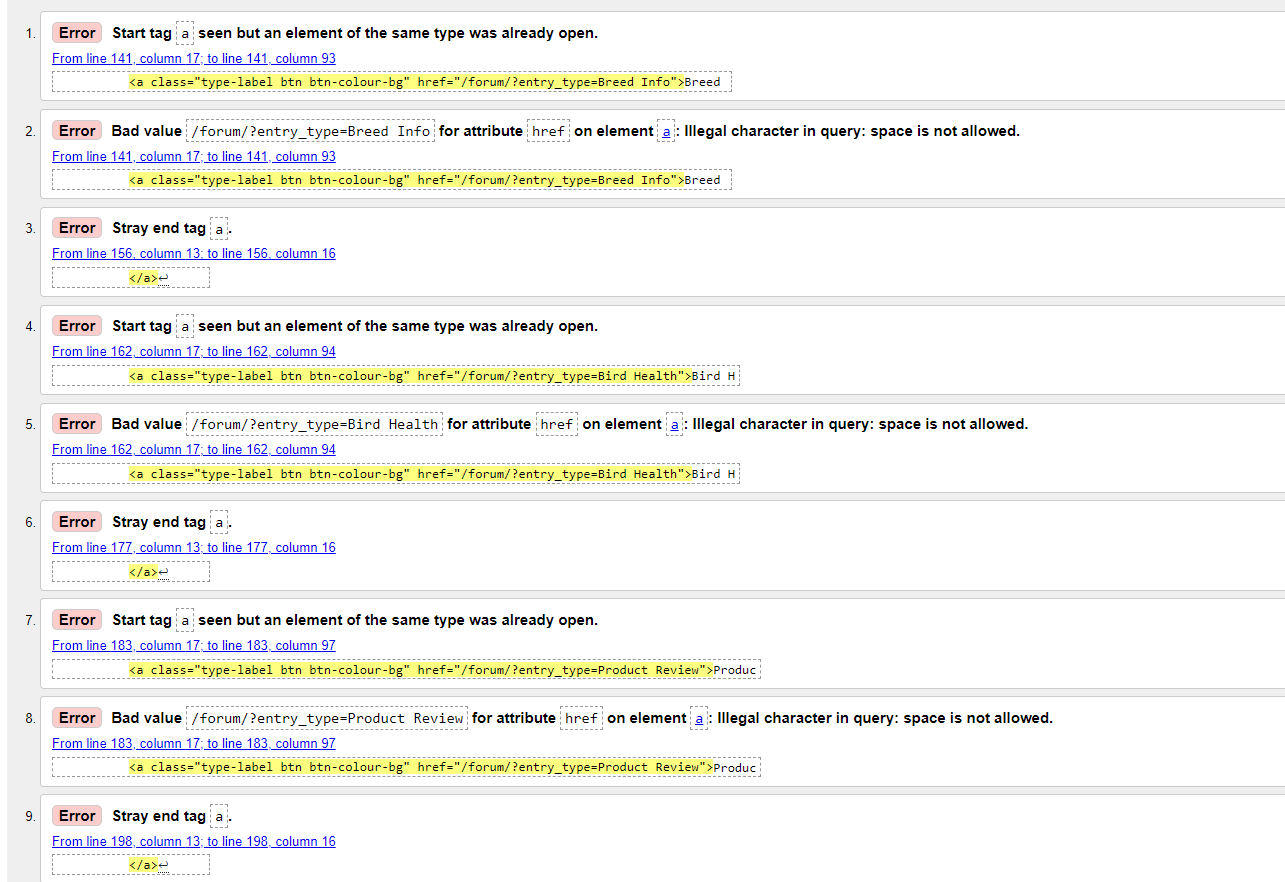 1. Error Start tag a seen but an element of the same type was already open.
From line 141, column 17; to line 141, column 93
<a class="type-label btn btn-colour-bg" href="/forum/?entry_type=Breed Info">Breed
2. Error Bad value /forum/?entry_type=Breed Info for attribute href on element a: Illegal character in query: space is not allowed.
From line 141, column 17; to line 141, column 93
<a class="type-label btn btn-colour-bg" href="/forum/?entry_type=Breed Info">Breed
3. Error Stray end tag a.
From line 156, column 13; to line 156, column 16
</a>↩
4. Error Start tag a seen but an element of the same type was already open.
From line 162, column 17; to line 162, column 94
<a class="type-label btn btn-colour-bg" href="/forum/?entry_type=Bird Health">Bird H
5. Error Bad value /forum/?entry_type=Bird Health for attribute href on element a: Illegal character in query: space is not allowed.
From line 162, column 17; to line 162, column 94
<a class="type-label btn btn-colour-bg" href="/forum/?entry_type=Bird Health">Bird H
6. Error Stray end tag a.
From line 177, column 13; to line 177, column 16
</a>↩
7. Error Start tag a seen but an element of the same type was already open.
From line 183, column 17; to line 183, column 97
<a class="type-label btn btn-colour-bg" href="/forum/?entry_type=Product Review">Produc
8. Error Bad value /forum/?entry_type=Product Review for attribute href on element a: Illegal character in query: space is not allowed.
From line 183, column 17; to line 183, column 97
<a class="type-label btn btn-colour-bg" href="/forum/?entry_type=Product Review">Produc
9. Error Stray end tag a.
From line 198, column 13; to line 198, column 16
</a>↩